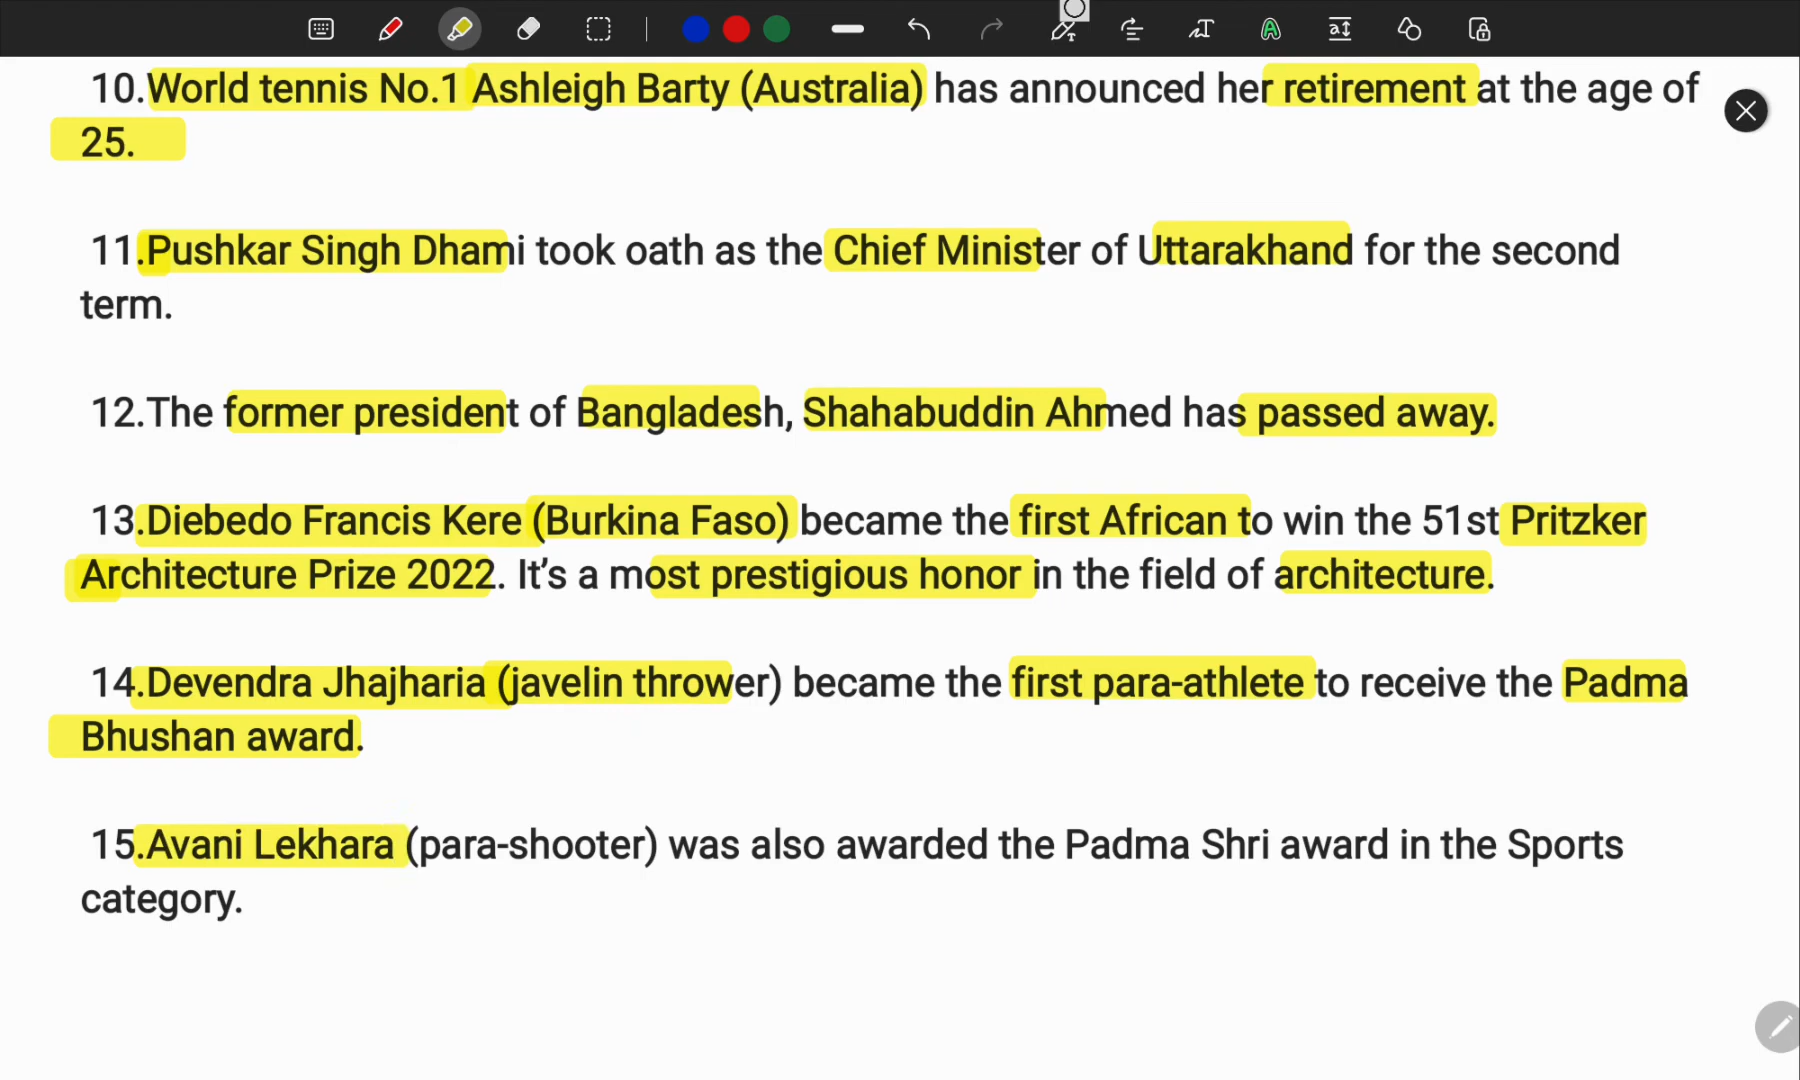 10.World tennis No.1 Ashleigh Barty (Australia) has announced her retirement at the age of
25.
11.Pushkar Singh Dhami took oath as the Chief Minister of Uttarakhand for the second
term.
12.The former president of Bangladesh, Shahabuddin Ahmed has passed away.
13.Diebedo Francis Kere (Burkina Faso) became the first African to win the 51st Pritzker
Architecture Prize 2022. It’s a most prestigious honor in the field of architecture.
14.Devendra Jhajharia (javelin thrower) became the first para-athlete to receive the Padma
Bhushan award.
15.Avani Lekhara (para-shooter) was also awarded the Padma Shri award in the Sports
category.